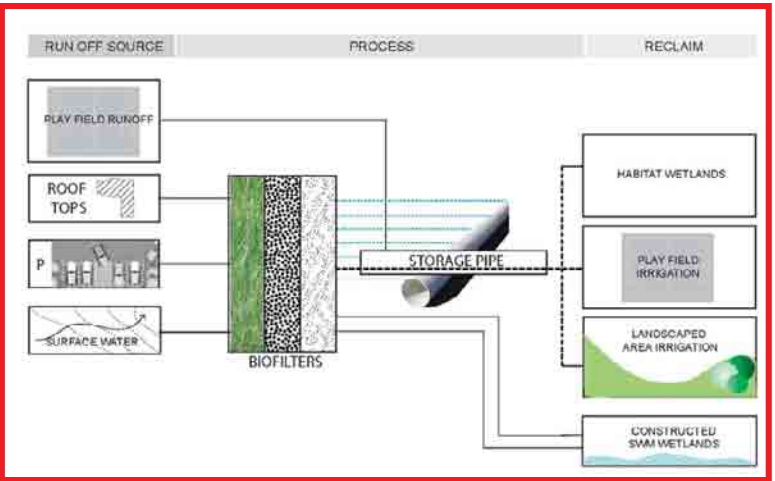 RUN OFF SOURCE
PROCESS
RECLAIM
PLAY FIELD RUNOFF
ROOF
TOPS
P
SURFACE WATER
BIOFILTERS
STORAGE PIPE
HABITAT WETLANDS
PLAY FIELD
IRRIGATION
LANDSCAPED
AREA IRRIGATION
CONSTRUCTED
SWM WETLANDS